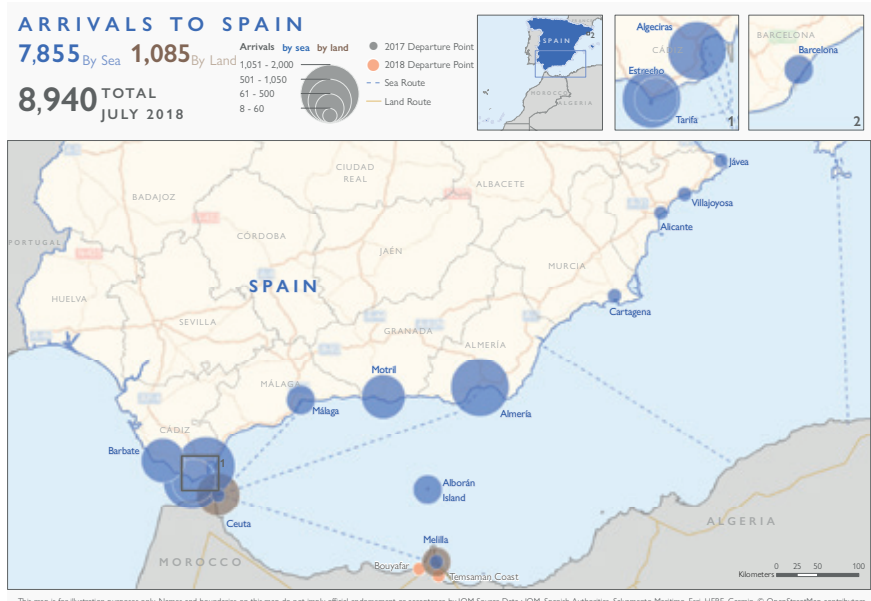 ARRIVALS TO SPAIN
7,855 By Sea 1,085 By Land
8,940 TOTAL
JULY 2018
Arrivals by sea by land
1,051 - 2,000
501 - 1,050
61 - 500
8 - 60
2017 Departure Point
2018 Departure Point
Sea Route
Land Route
SPAIN
2
MOROCCO
ALGERIA
Algeciras
CÁDIZ
Estrecho
Tarifa
1
BARCELONA
Barcelona
2
Jávea
CIUDAD
REAL
ALBACETE
BADAJOZ
Villajoyosa
Alicante
CÓRDOBA
PORTUGAL
JAÉN
MURCIA
SPAIN
HUELVA
Cartagena
SEVILLA
GRANADA
ALMERÍA
Motril
MÁLAGA
Málaga
Almería
CÁDIZ
Barbate
1
Alborán
Island
Ceuta
ALGERIA
Melilla
MOROCCO
Bouyafar
Temsaman Coast
Kilometers 0 25 50 100